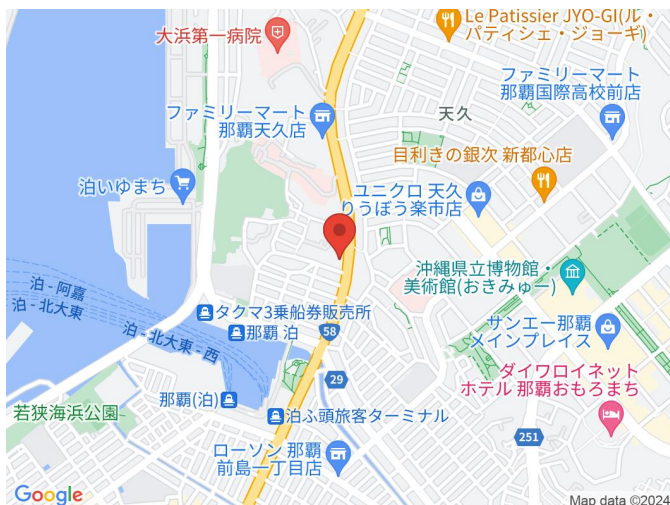 Le Patissier JYO-GI(ル・
パティシェ・ジョーギ)
大浜第一病院
ファミリーマート
那覇国際高校前店
ファミリーマート
那覇天久店
天久
目利きの銀次 新都心店
泊いゆまち
ユニクロ 天久
りうぼう楽市店
沖縄県立博物館・
美術館(おきみゅー)
泊 - 阿嘉
泊 - 北大東
泊 - 北大東 - 西
タクマ3乗船券販売所
那覇 泊
58
サンエー那覇
メインプレイス
29
ダイワロイネット
ホテル 那覇おもろまち
那覇(泊)
若狭海浜公園
泊ふ頭旅客ターミナル
251
ローソン 那覇
前島一丁目店
Google
Map data ©2024